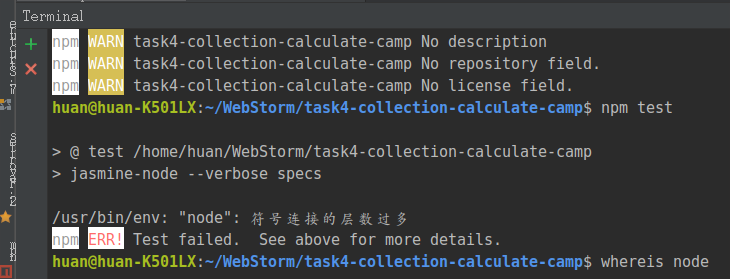 Terminal
npm WARN task4-collection-calculate-camp No description
npm WARN task4-collection-calculate-camp No repository field.
npm WARN task4-collection-calculate-camp No license field.
huan@huan-K501LX:~/WebStorm/task4-collection-calculate-camp$ npm test
> @ test /home/huan/WebStorm/task4-collection-calculate-camp
> jasmine-node --verbose specs
/usr/bin/env: "node": 符号连接的层数过多
npm ERR! Test failed.  See above for more details.
huan@huan-K501LX:~/WebStorm/task4-collection-calculate-camp$ whereis node